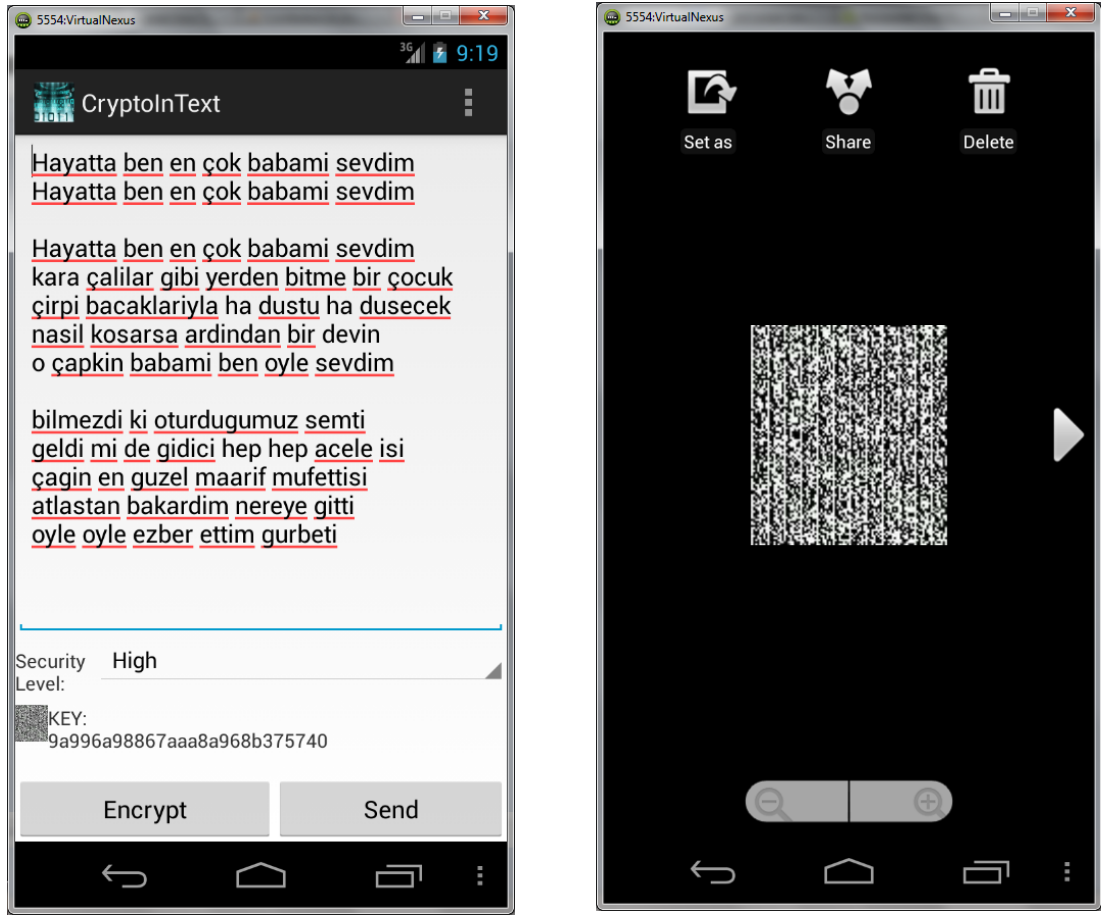 5554:VirtualNexus
3G 9:19
CryptoInText
Hayatta ben en çok babami sevdim
Hayatta ben en çok babami sevdim
Hayatta ben en çok babami sevdim
kara çalilar gibi yerden bitme bir çocuk
çirpi bacaklariyla ha dustu ha dusecek
nasil kosarsa ardindan bir devin
o çapkin babami ben oyle sevdim
bilmezdi ki oturdugumuz semti
geldi mi de gidici hep hep acele isi
çagin en guzel maarif mufettisi
atlastan bakardim nereye gitti
oyle oyle ezber ettim gurbeti
Security Level:
High
KEY:
9a996a98867aaa8a968b375740
Encrypt
Send
5554:VirtualNexus
Set as
Share
Delete